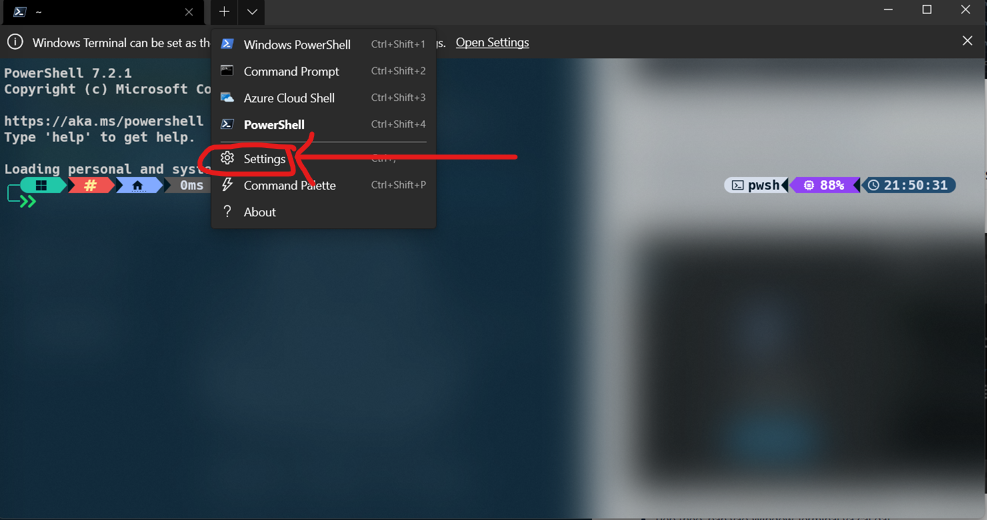 ~
Windows Terminal can be set as th
gs. Open Settings
PowerShell 7.2.1
Copyright (c) Microsoft Co
https://aka.ms/powershell
Type 'help' to get help.
Loading personal and syst
# 0ms
Windows PowerShell Ctrl+Shift+1
Command Prompt Ctrl+Shift+2
Azure Cloud Shell Ctrl+Shift+3
PowerShell Ctrl+Shift+4
Settings Ctrl+,
Command Palette Ctrl+Shift+P
? About
pwsh 88% 21:50:31